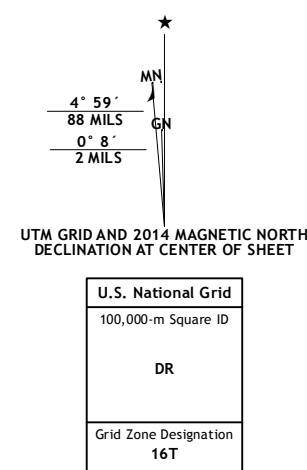 MN
4° 59´
88 MILS
GN
0° 8´
2 MILS
UTM GRID AND 2014 MAGNETIC NORTH
DECLINATION AT CENTER OF SHEET
U.S. National Grid
100,000-m Square ID
DR
Grid Zone Designation
16T